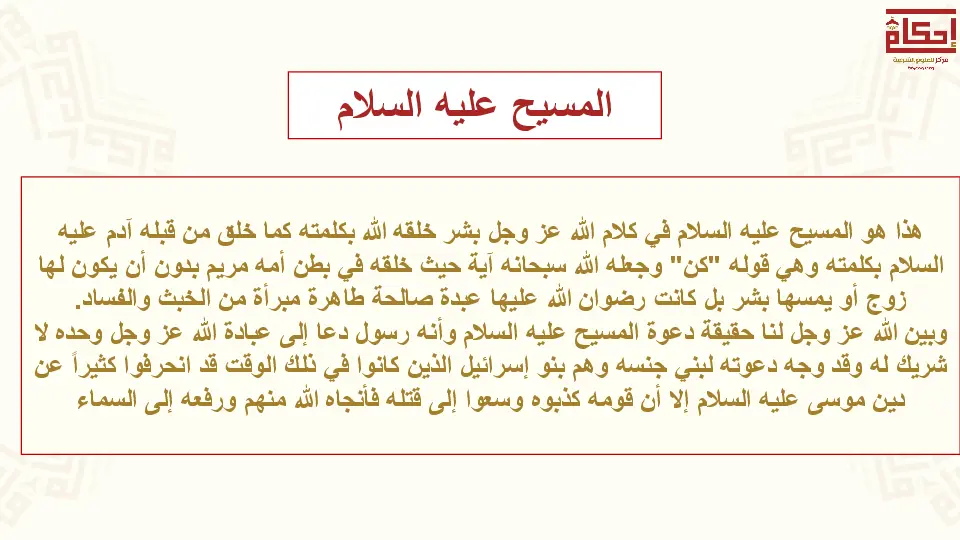 إحكام
مركز للعلوم الشرعية
المسيح عليه السلام
هذا هو المسيح عليه السلام في كلام الله عز وجل بشر خلقه الله بكلمته كما خلق من قبله آدم عليه
السلام بكلمته وهي قوله "كن" وجعله الله سبحانه آية حيث خلقه في بطن أمه مريم بدون أن يكون لها
زوج أو يمسها بشر بل كانت رضوان الله عليها عبدة صالحة طاهرة مبرأة من الخبث والفساد.
وبين الله عز وجل لنا حقيقة دعوة المسيح عليه السلام وأنه رسول دعا إلى عبادة الله عز وجل وحده لا
شريك له وقد وجه دعوته لبني جنسه وهم بنو إسرائيل الذين كانوا في ذلك الوقت قد انحرفوا كثيراً عن
دين موسى عليه السلام إلا أن قومه كذبوه وسعوا إلى قتله فأنجاه الله منهم ورفعه إلى السماء